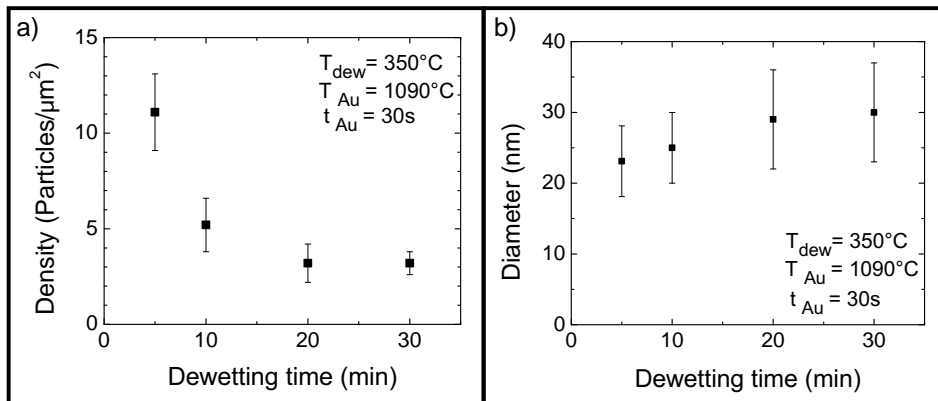 a)
Density (Particles/µm²)
15
10
5
0
T_dew= 350°C
T_Au= 1090°C
t_Au = 30s
0 10 20 30
Dewetting time (min)
b)
Diameter (nm)
40
30
20
10
0
T_dew= 350°C
T_Au= 1090°C
t_Au = 30s
0 10 20 30
Dewetting time (min)